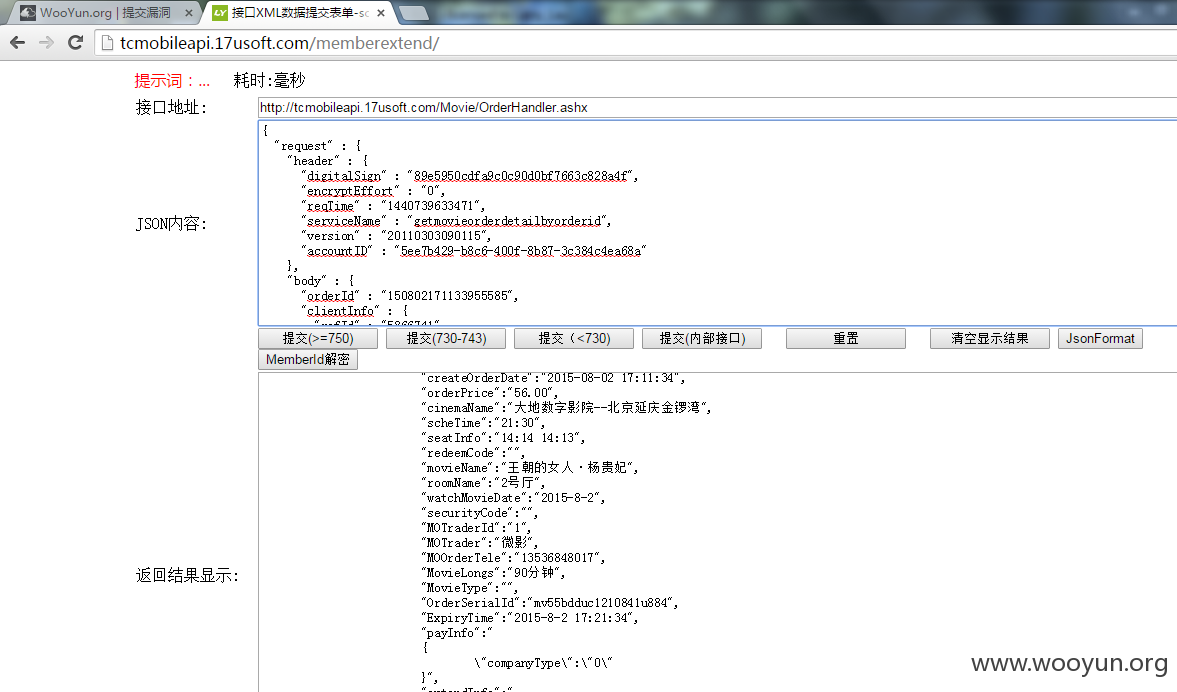 WooYun.org | 提交漏洞
接口XML数据提交表单-sc
tcmobileapi.17usoft.com/memberextend/
提示词：... 耗时:毫秒
接口地址: http://tcmobileapi.17usoft.com/Movie/OrderHandler.ashx
JSON内容:
{
"request" : {
"header" : {
"digitalSign" : "89e5950cdfa9c0c90d0bf7663c828a4f",
"encryptEffort" : "0",
"reqTime" : "1440739633471",
"serviceName" : "getmovieorderdetailbyorderid",
"version" : "20110303090115",
"accountID" : "5ee7b429-b8c6-400f-8b87-3c384c4ea68a"
},
"body" : {
"orderId" : "150802171133955585",
"clientInfo" : {
"refId" : "5866741",
提交(>=750) 提交(730-743) 提交（<730) 提交(内部接口) 重置 清空显示结果 JsonFormat
MemberId解密
返回结果显示:
"createOrderDate":"2015-08-02 17:11:34",
"orderPrice":"56.00",
"cinemaName":"大地数字影院--北京延庆金锣湾",
"scheTime":"21:30",
"seatInfo":"14:14 14:13",
"redeemCode":"",
"movieName":"王朝的女人·杨贵妃",
"roomName":"2号厅",
"watchMovieDate":"2015-8-2",
"securityCode":"",
"MOTraderId":"1",
"MOTrader":"微影",
"MOOrderTele":"13536848017",
"MovieLongs":"90分钟",
"MovieType":"",
"OrderSerialId":"mv55bdduc1210841u884",
"ExpiryTime":"2015-8-2 17:21:34",
"payInfo":"
{
\"companyType\":\"0\"
}",
"extendInfo":"
www.wooyun.org